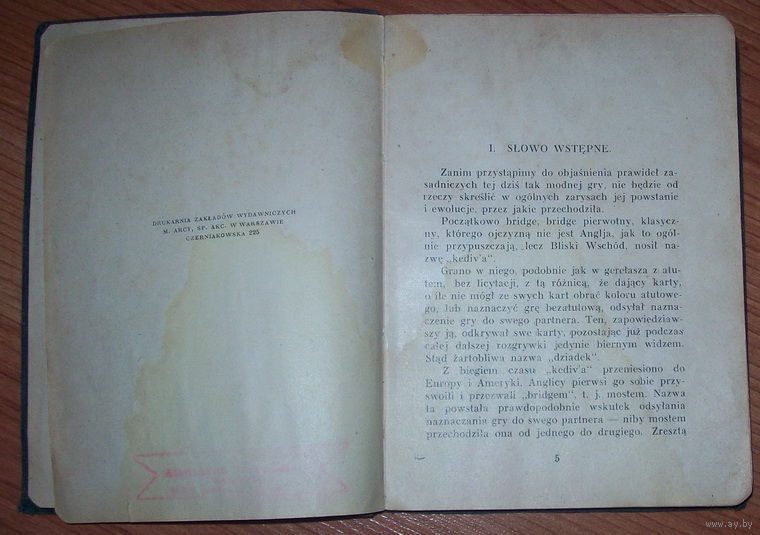 DRUKARNIA ZAKŁADÓW WYDAWNICZYCH
M. ARCT, SP. AKC. W WARSZAWIE
CZERNIAKOWSKA 225
I. SŁOWO WSTĘPNE.
Zanim przystąpimy do objaśnienia prawideł za-
sadniczych tej dziś tak modnej gry, nie będzie od
rzeczy skreślić w ogólnych zarysach jej powstanie
i ewolucje, przez jakie przechodziła.
Początkowo bridge, bridge pierwotny, klasycz-
ny, którego ojczyzną nie jest Anglja, jak to ogól-
nie przypuszczają, lecz Bliski Wschód, nosił na-
zwę „kediv'a".
Grano w niego, podobnie jak w gerełasza z atu-
tem, bez licytacji, z tą różnicą, że dający karty,
o ile nie mógł ze swych kart obrać koloru atutowe-
go, lub naznaczyć grę bezatutową, odsyłał nazna-
czenie gry do swego partnera. Ten, zapowiedziaw-
szy ją, odkrywał swe karty, pozostając już podczas
całej dalszej rozgrywki jedynie biernym widzem.
Stąd żartobliwa nazwa „dziadek".
Z biegiem czasu „kediv'a" przeniesiono do
Europy i Ameryki. Anglicy pierwsi go sobie przy-
swoili i przezwali „bridgem", t. j. mostem. Nazwa
ta powstała prawdopodobnie wskutek odsyłania
naznaczania gry do swego partnera — niby mostem
przechodziła ona od jednego do drugiego. Zresztą
5
www.ay.by